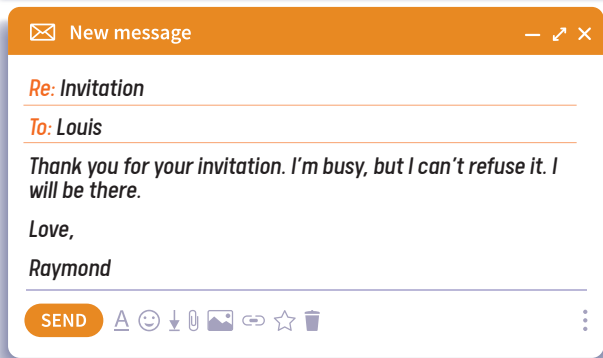 New message
Re: Invitation
To: Louis
Thank you for your invitation. I'm busy, but I can't refuse it. I
will be there.
Love,
Raymond
SEND A